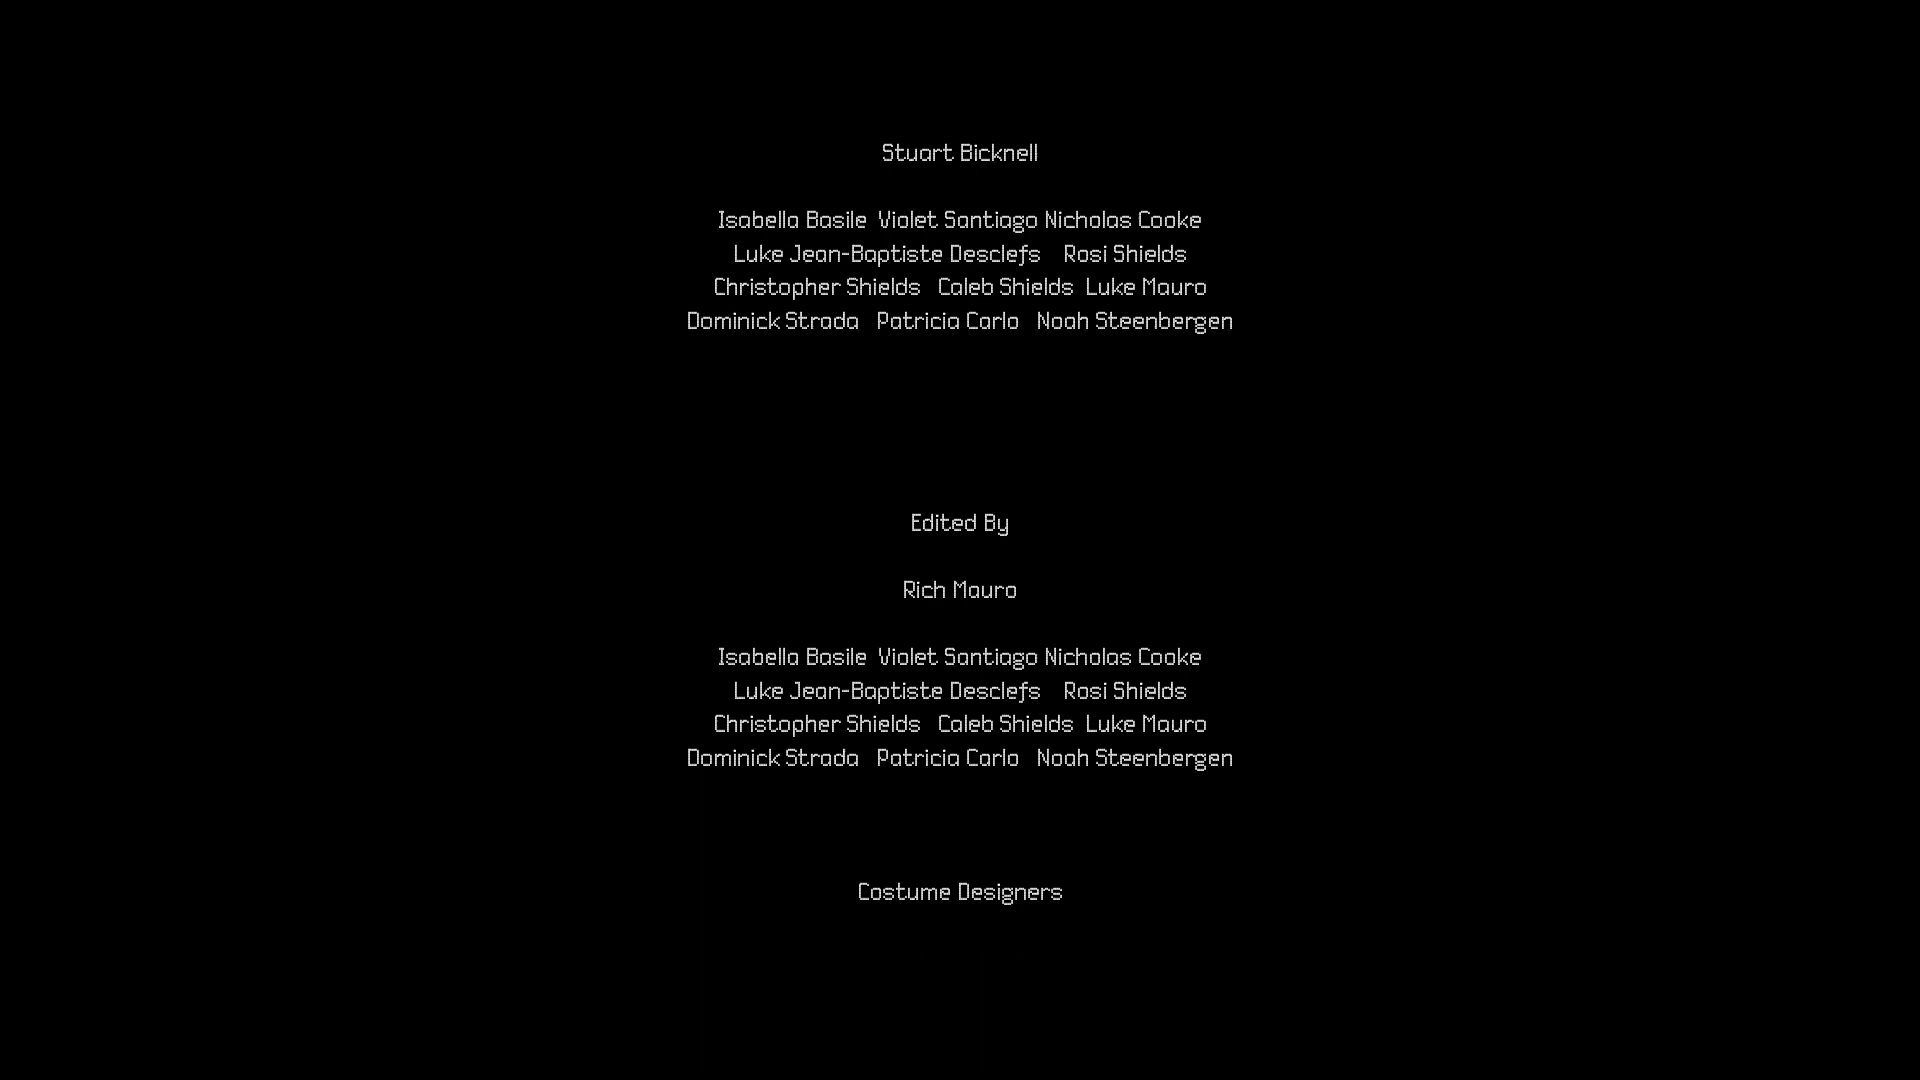 Stuart Bicknell
Isabella Basile Violet Santiago Nicholas Cooke
Luke Jean-Baptiste Desclefs Rosi Shields
Christopher Shields Caleb Shields Luke Mauro
Dominick Strada Patricia Carlo Noah Steenbergen
Edited By
Rich Mauro
Isabella Basile Violet Santiago Nicholas Cooke
Luke Jean-Baptiste Desclefs Rosi Shields
Christopher Shields Caleb Shields Luke Mauro
Dominick Strada Patricia Carlo Noah Steenbergen
Costume Designers